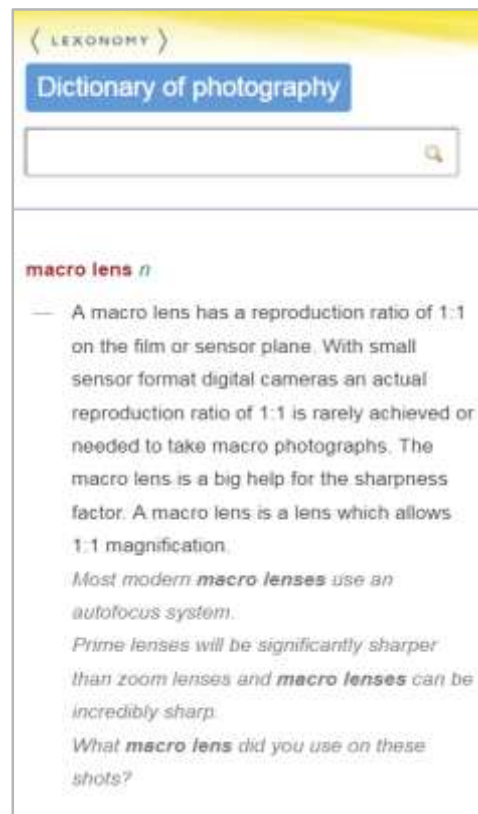 ⟨ LEXONOMY ⟩
Dictionary of photography
macro lens n
— A macro lens has a reproduction ratio of 1:1
on the film or sensor plane. With small
sensor format digital cameras an actual
reproduction ratio of 1:1 is rarely achieved or
needed to take macro photographs. The
macro lens is a big help for the sharpness
factor. A macro lens is a lens which allows
1:1 magnification.
Most modern macro lenses use an
autofocus system.
Prime lenses will be significantly sharper
than zoom lenses and macro lenses can be
incredibly sharp.
What macro lens did you use on these
shots?